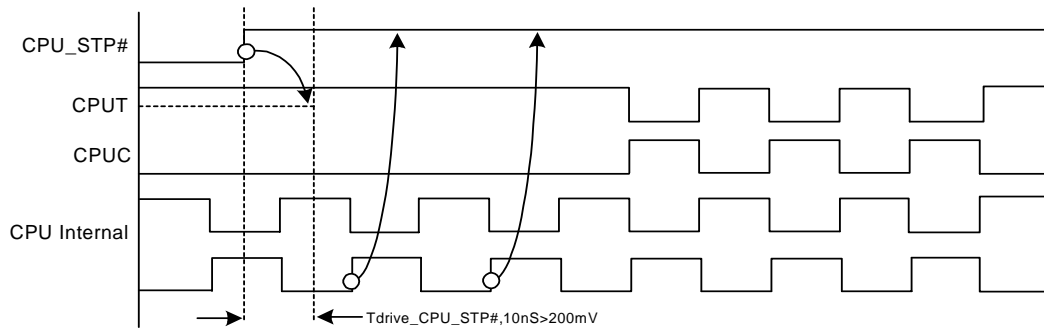 CPU_STP#
CPUT
CPUC
CPU Internal
Tdrive_CPU_STP#,10nS>200mV